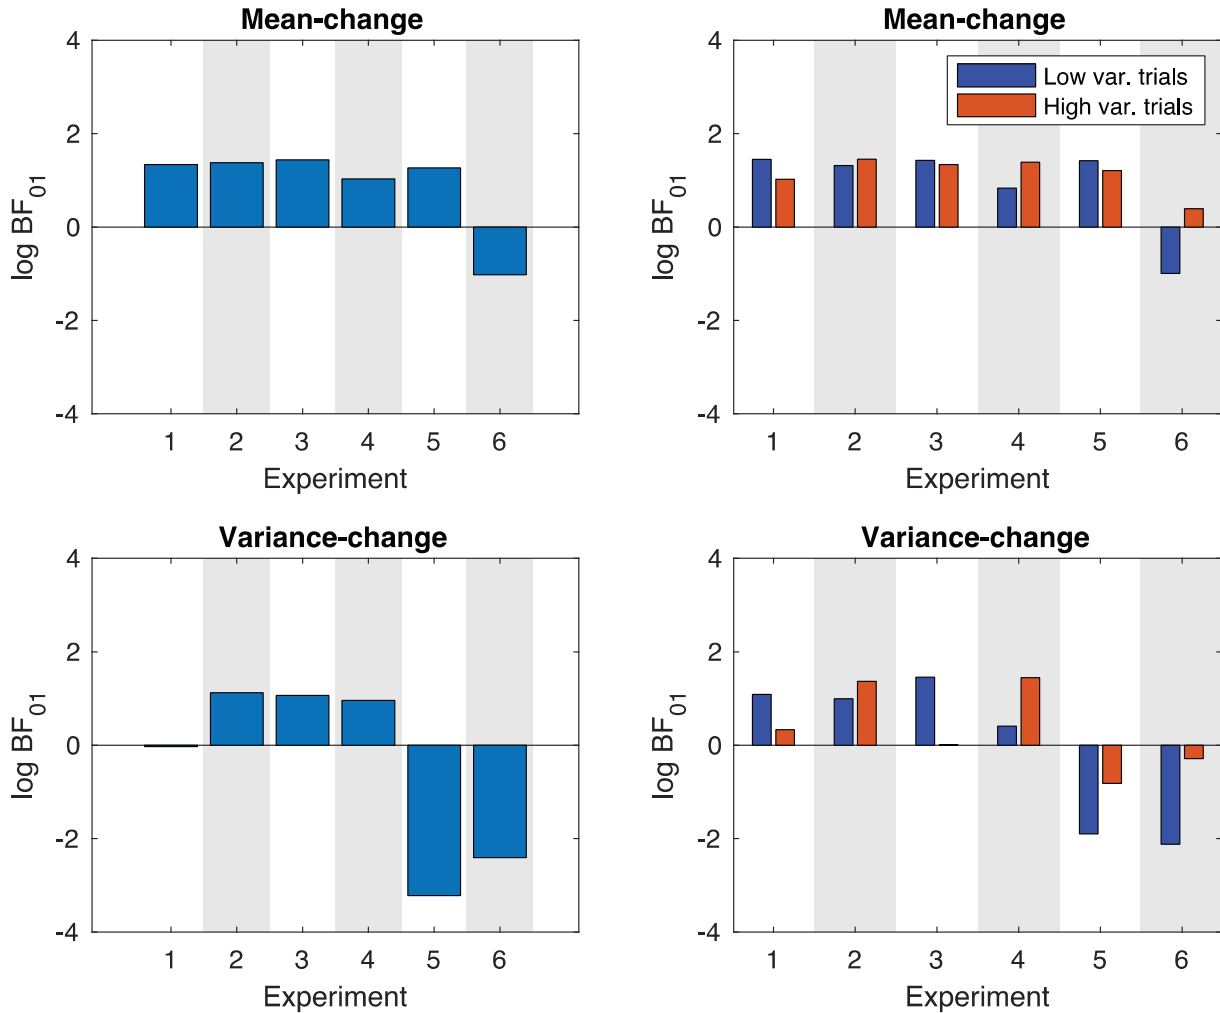 Mean-change
4
2
0
-2
-4
log BF01
1 2 3 4 5 6
Experiment
Mean-change
Low var. trials
High var. trials
4
2
0
-2
-4
log BF01
1 2 3 4 5 6
Experiment
Variance-change
4
2
0
-2
-4
log BF01
1 2 3 4 5 6
Experiment
Variance-change
4
2
0
-2
-4
log BF01
1 2 3 4 5 6
Experiment